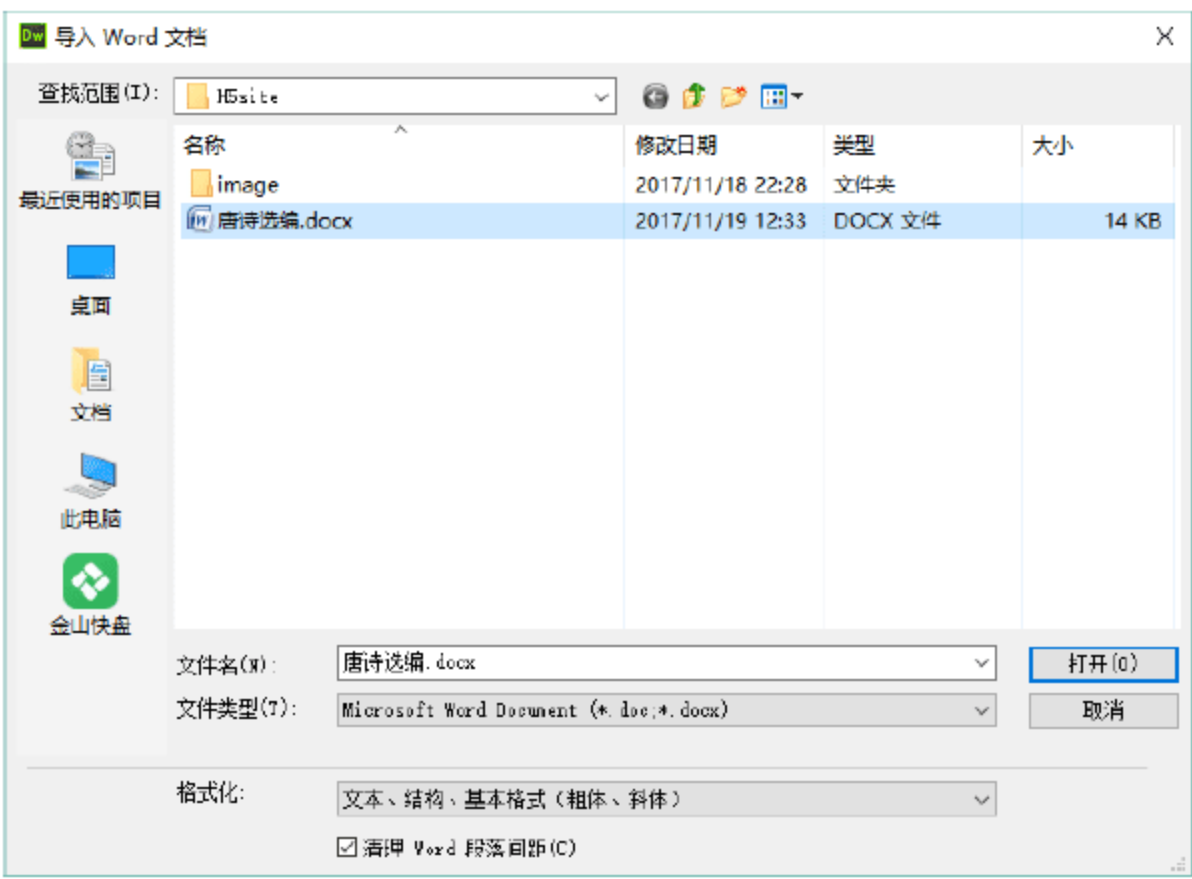 Dw 导入 Word 文档
查找范围(I): H5site
名称 修改日期 类型 大小
image 2017/11/18 22:28 文件夹
唐诗选编.docx 2017/11/19 12:33 DOCX 文件 14 KB
最近使用的项目
桌面
文档
此电脑
金山快盘
文件名(N): 唐诗选编.docx 打开(O)
文件类型(T): Microsoft Word Document (*.doc;*.docx) 取消
格式化: 文本、结构、基本格式（粗体、斜体）
清理 Word 段落间距(C)